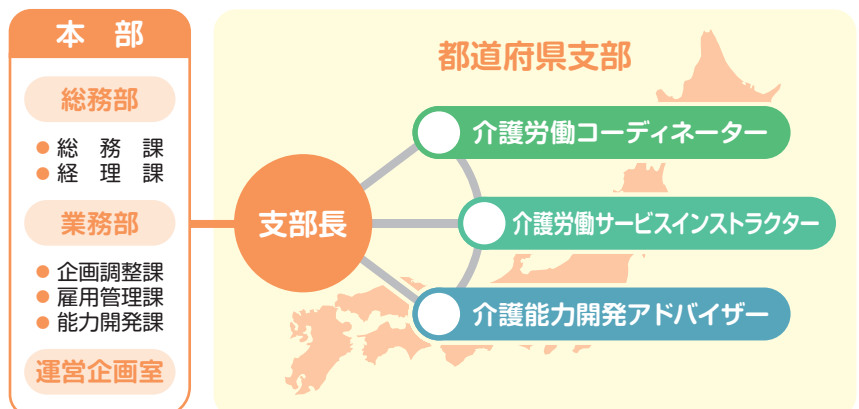 本 部
総務部
総 務 課
経 理 課
業務部
企画調整課
雇用管理課
能力開発課
運営企画室
都道府県支部
支部長
介護労働コーディネーター
介護労働サービスインストラクター
介護能力開発アドバイザー